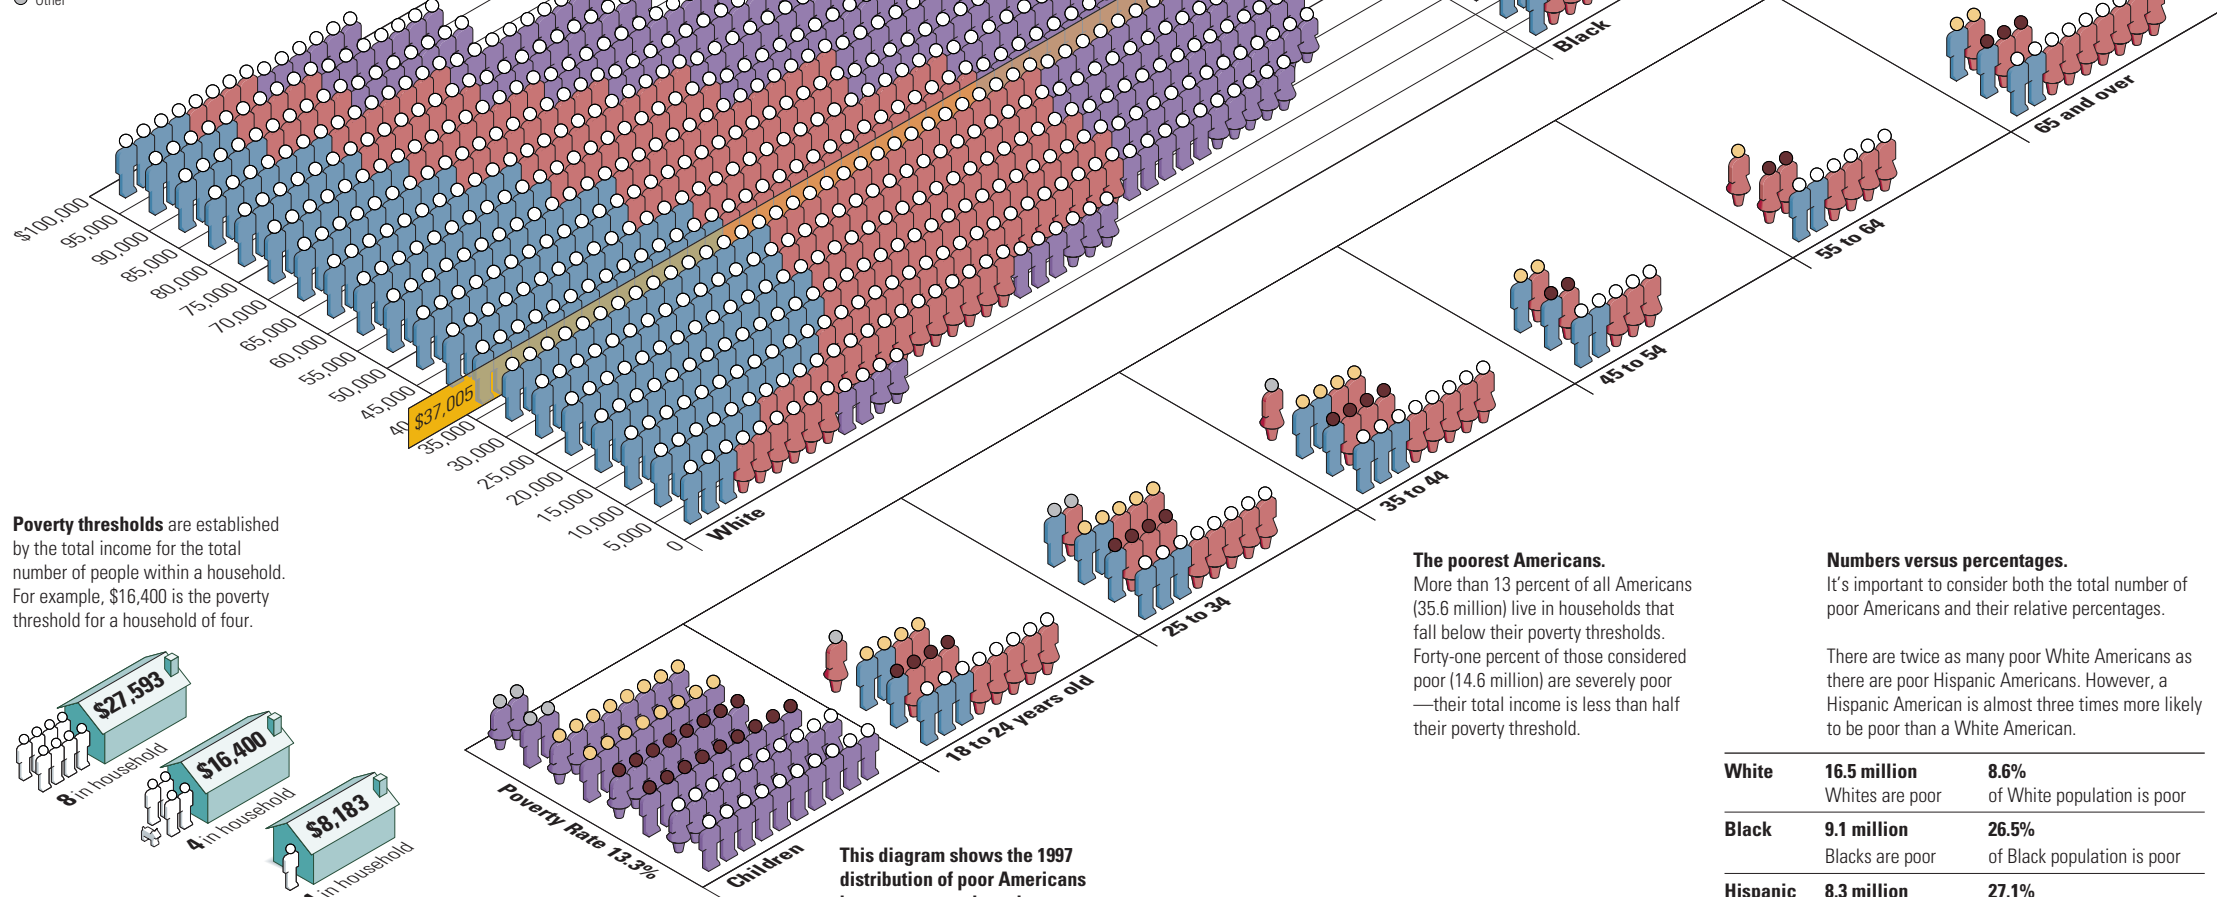 Other
$100,000
95,000
90,000
85,000
80,000
75,000
70,000
65,000
60,000
55,000
50,000
45,000
40
$37,005
35,000
30,000
25,000
20,000
15,000
10,000
5,000
0
White
Black
65 and over
55 to 64
45 to 54
35 to 44
25 to 34
18 to 24 years old
Children
Poverty Rate 13.3%
Poverty thresholds are established
by the total income for the total
number of people within a household.
For example, $16,400 is the poverty
threshold for a household of four.
$27,593
8 in household
$16,400
4 in household
$8,183
in household
This diagram shows the 1997
distribution of poor Americans
The poorest Americans.
More than 13 percent of all Americans
(35.6 million) live in households that
fall below their poverty thresholds.
Forty-one percent of those considered
poor (14.6 million) are severely poor
—their total income is less than half
their poverty threshold.
Numbers versus percentages.
It's important to consider both the total number of
poor Americans and their relative percentages.
There are twice as many poor White Americans as
there are poor Hispanic Americans. However, a
Hispanic American is almost three times more likely
to be poor than a White American.
White 16.5 million 8.6%
Whites are poor of White population is poor
Black 9.1 million 26.5%
Blacks are poor of Black population is poor
Hispanic 8.3 million 27.1%